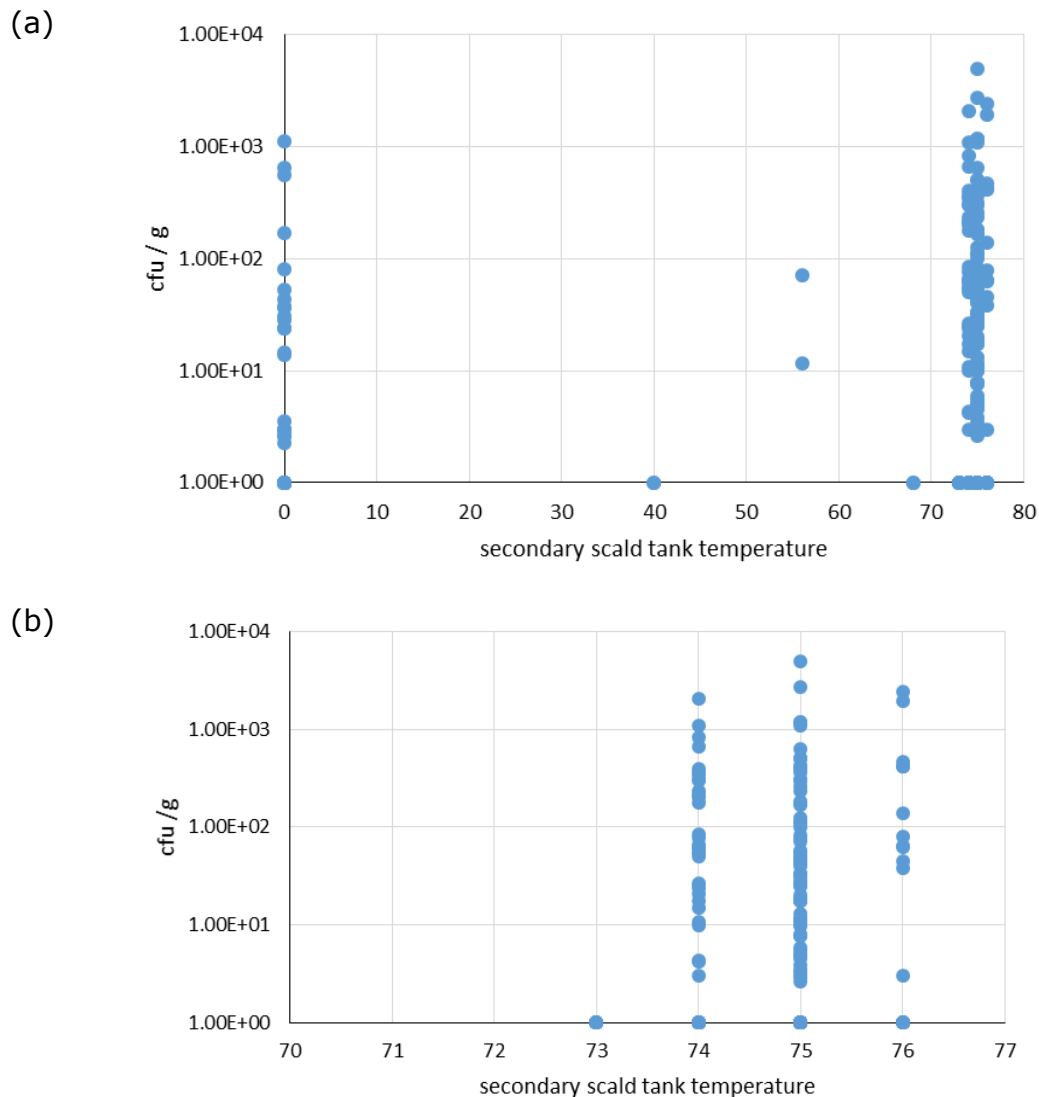 (a)
1.00E+04
1.00E+03
1.00E+02
1.00E+01
1.00E+00
cfu / g
0 10 20 30 40 50 60 70 80
secondary scald tank temperature
(b)
1.00E+04
1.00E+03
1.00E+02
1.00E+01
1.00E+00
cfu /g
70 71 72 73 74 75 76 77
secondary scald tank temperature